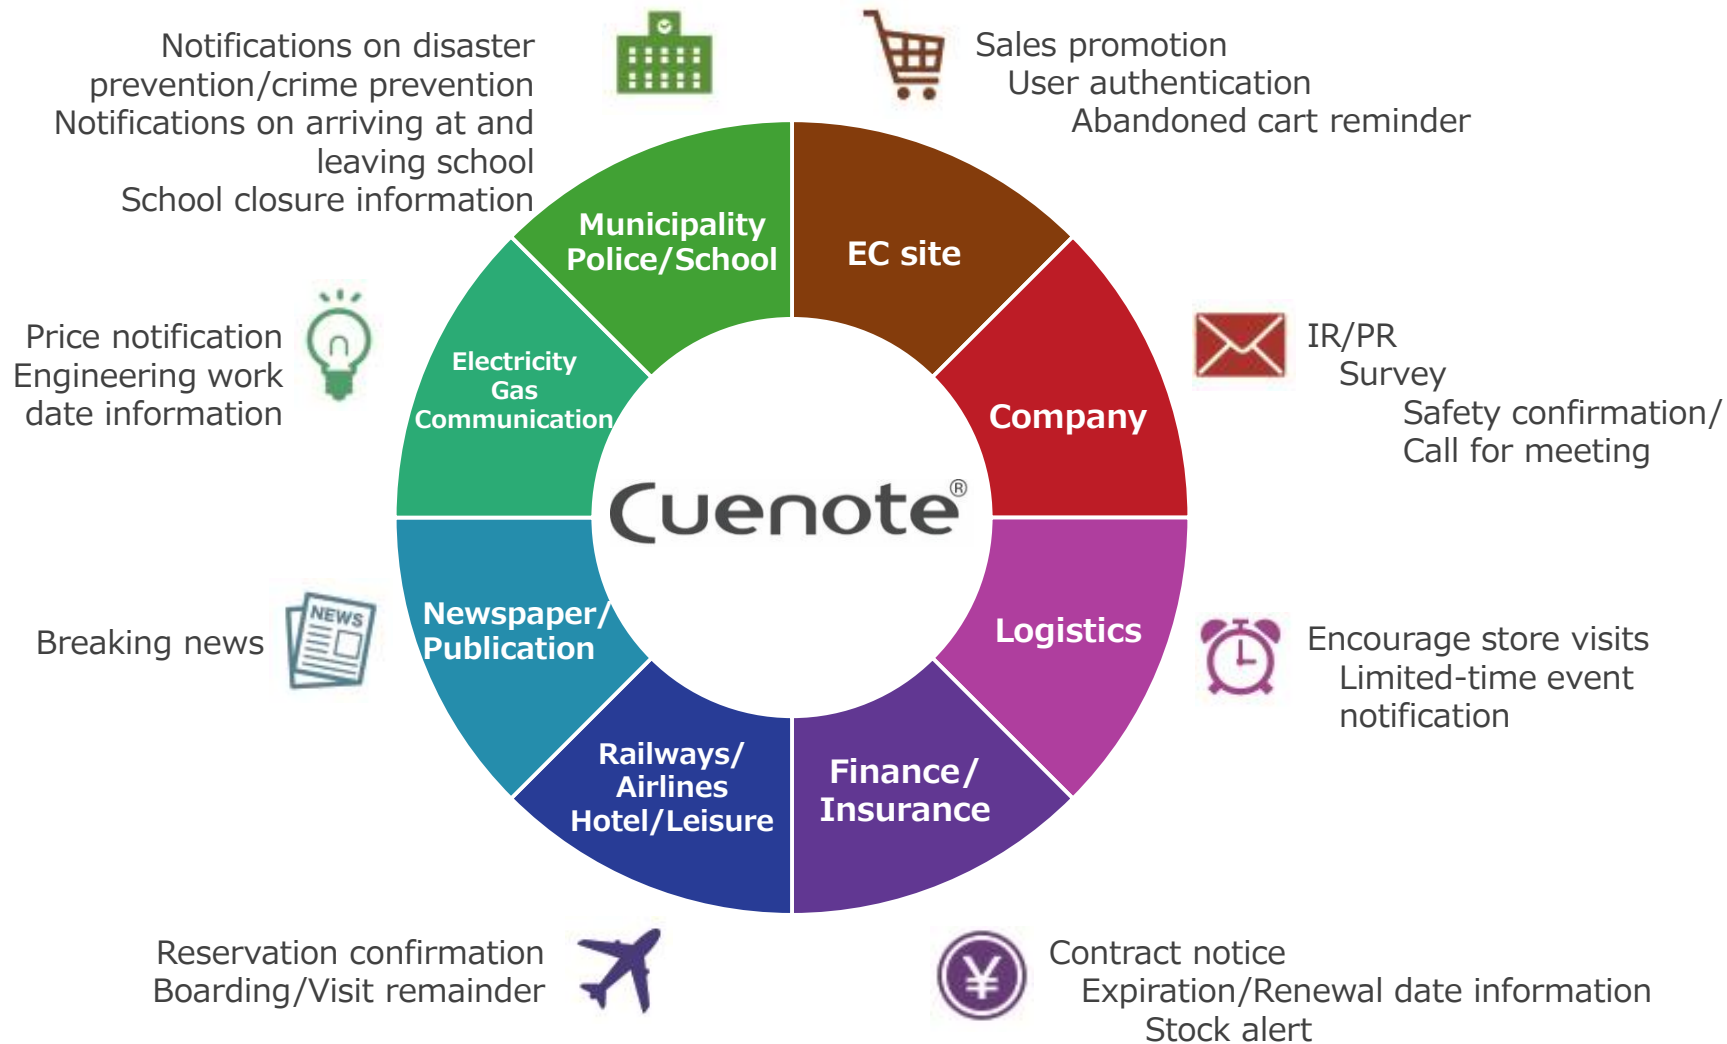 Notifications on disaster
prevention/crime prevention
Notifications on arriving at and
leaving school
School closure information
Sales promotion
User authentication
Abandoned cart reminder
Municipality
Police/School
EC site
Price notification
Engineering work
date information
Electricity
Gas
Communication
Company
IR/PR
Survey
Safety confirmation/
Call for meeting
Cuenote®
Breaking news
NEWS
Newspaper/
Publication
Logistics
Encourage store visits
Limited-time event
notification
Railways/
Airlines
Hotel/Leisure
Finance/
Insurance
Reservation confirmation
Boarding/Visit remainder
¥
Contract notice
Expiration/Renewal date information
Stock alert